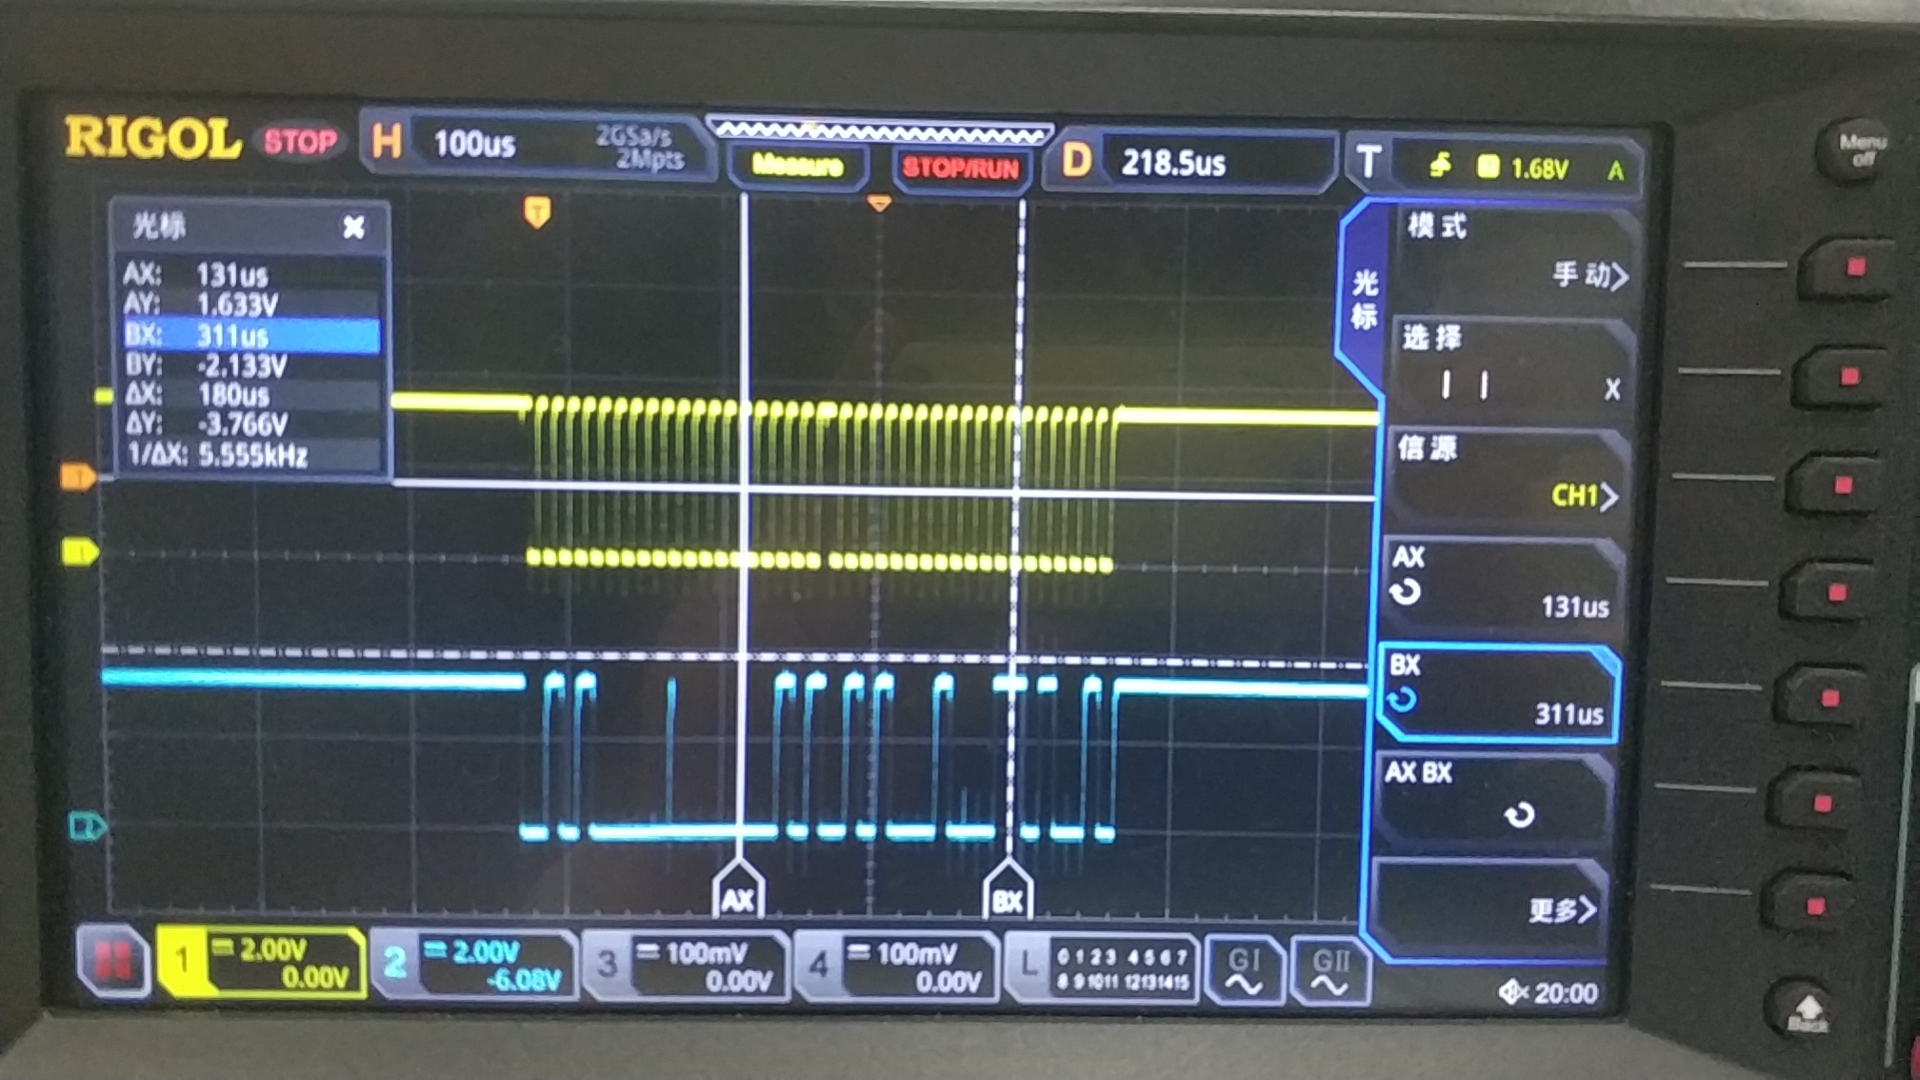 RIGOL STOP H 100us 2GSa/s 2Mpts Measure STOP/RUN D 218.5us T 1.68V A
Menu off
光标
AX: 131us
AY: 1.633V
BX: 311us
BY: -2.133V
ΔX: 180us
ΔY: -3.766V
1/ΔX: 5.555kHz
T
T
AX
BX
光标
模式
手动
选择
X
信源
CH1
AX
131us
BX
311us
AX BX
更多
1 2.00V
0.00V
2 2.00V
-6.08V
3 100mV
0.00V
4 100mV
0.00V
L 0 1 2 3 4 5 6 7
8 9 10 11 12 13 14 15
GI
GII
20:00
Back